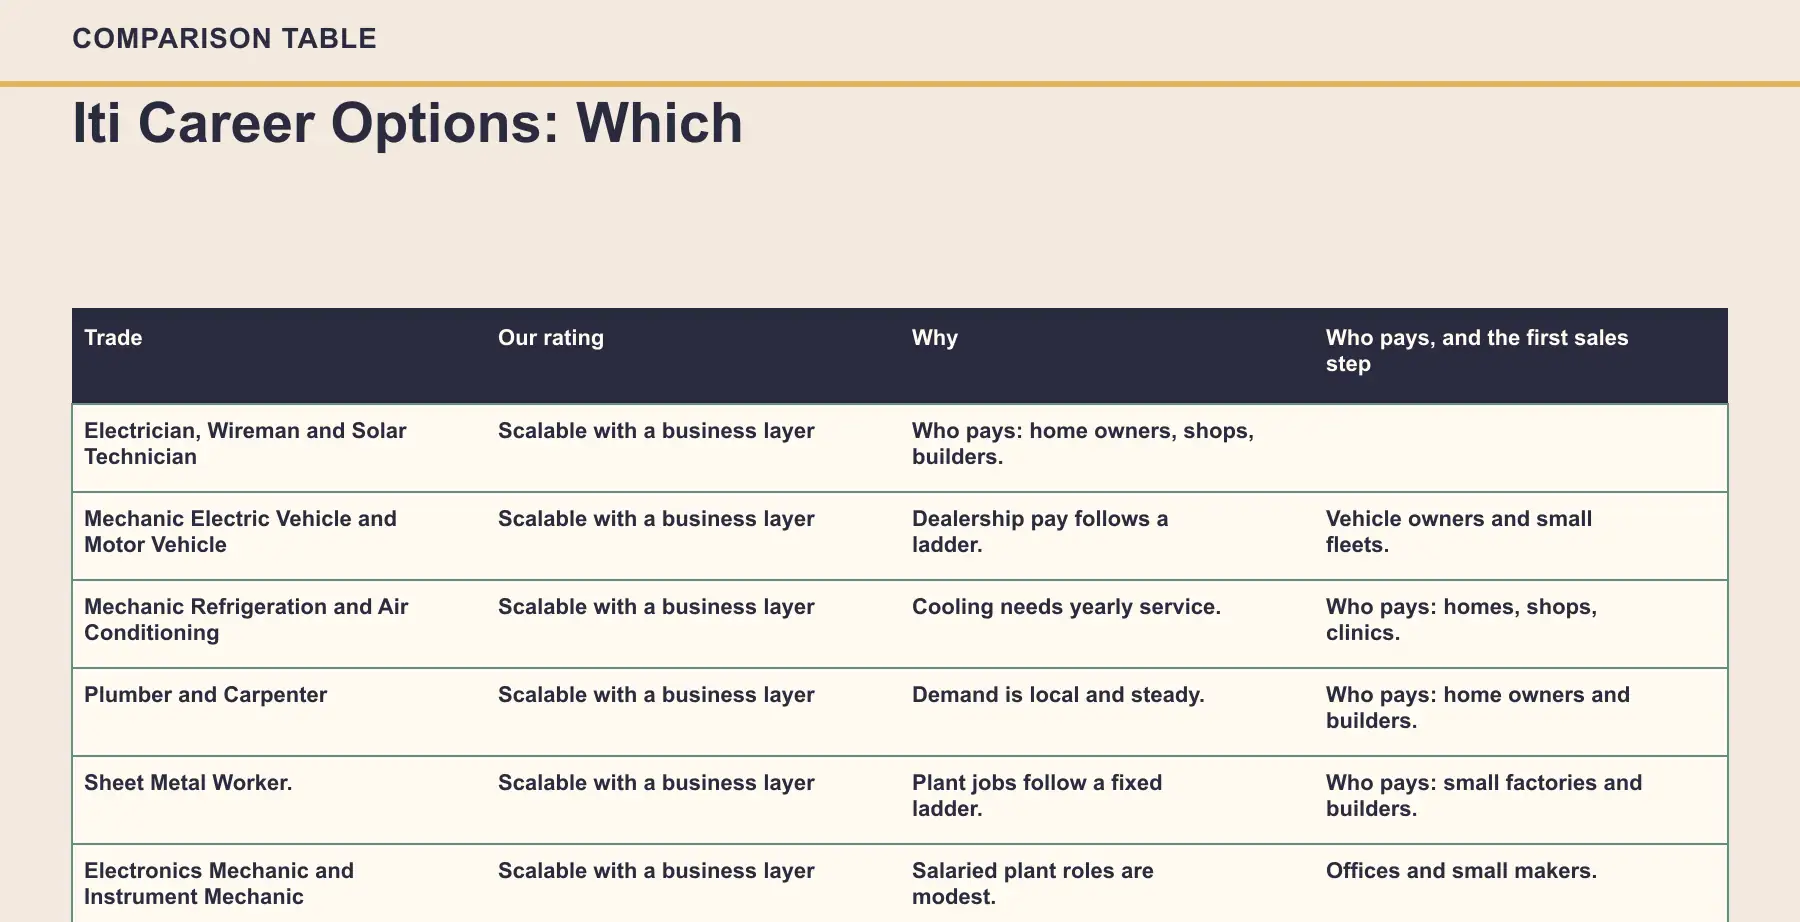 COMPARISON TABLE
Iti Career Options: Which
Trade
Our rating
Why
Who pays, and the first sales
step
Electrician, Wireman and Solar
Technician
Scalable with a business layer
Who pays: home owners, shops,
builders.
Mechanic Electric Vehicle and
Motor Vehicle
Scalable with a business layer
Dealership pay follows a
ladder.
Vehicle owners and small
fleets.
Mechanic Refrigeration and Air
Conditioning
Scalable with a business layer
Cooling needs yearly service.
Who pays: homes, shops,
clinics.
Plumber and Carpenter
Scalable with a business layer
Demand is local and steady.
Who pays: home owners and
builders.
Sheet Metal Worker.
Scalable with a business layer
Plant jobs follow a fixed
ladder.
Who pays: small factories and
builders.
Electronics Mechanic and
Instrument Mechanic
Scalable with a business layer
Salaried plant roles are
modest.
Offices and small makers.